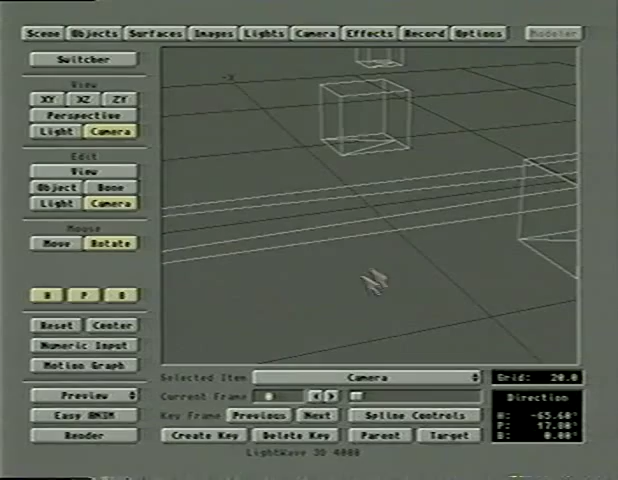 Scene Objects Surfaces Images Lights Camera Effects Record Options Modeler
Switcher
View
XY XZ ZY
Perspective
Light Camera
Edit
View
Object Bone
Light Camera
Mouse
Move Rotate
H P B
Reset Center
Numeric Input
Motion Graph
Preview
Easy ANIM
Render
-X
Selected Item Camera
Current Frame 0
Key Frame Previous Next Spline Controls
Create Key Delete Key Parent Target
LightWave 3D 4000
Grid: 20.0
Direction
H: -65.60°
P: 17.80°
B: 0.00°